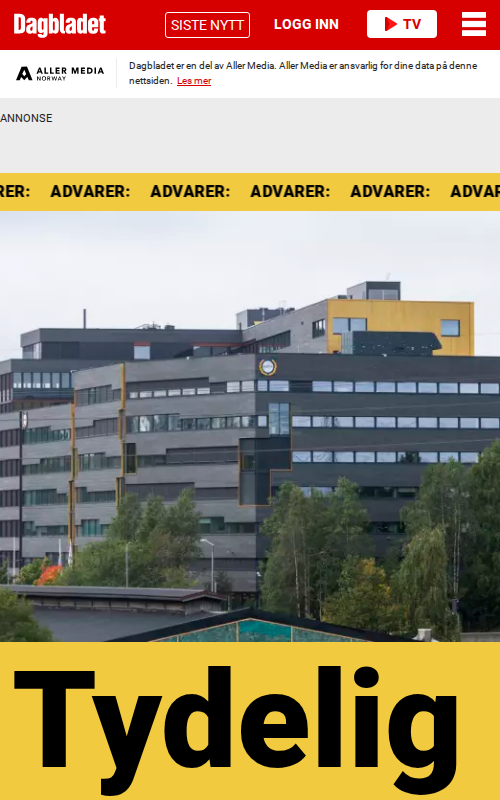 Dagbladet
SISTE NYTT
LOGG INN
TV
ALLER MEDIA
NORWAY
Dagbladet er en del av Aller Media. Aller Media er ansvarlig for dine data på denne
nettsiden. Les mer
ANNONSE
RER: ADVARER: ADVARER: ADVARER: ADVARER: ADVAR
Tydelig